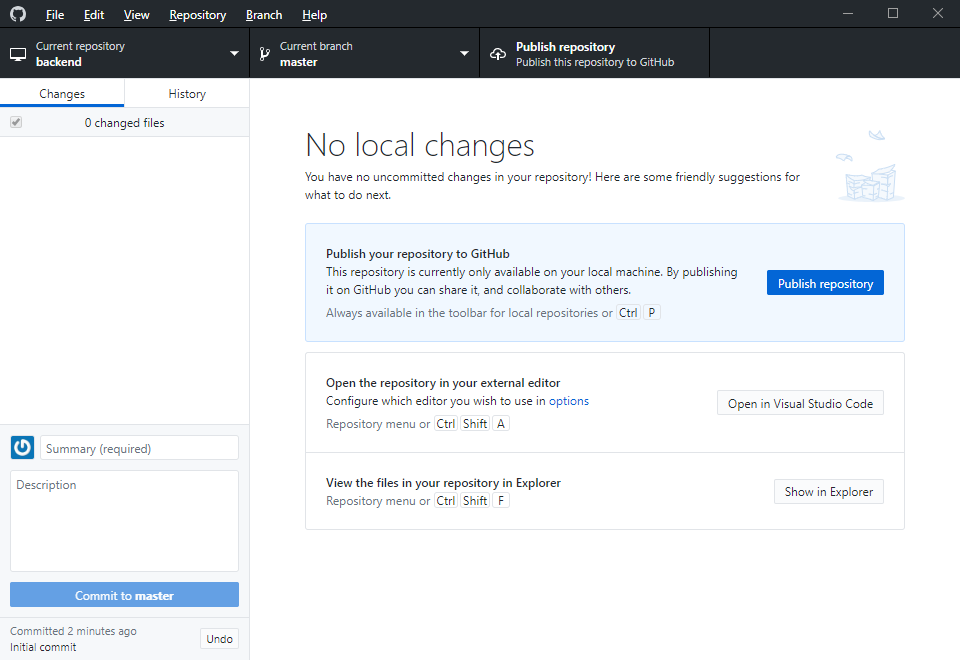 File Edit View Repository Branch Help
Current repository
backend
Current branch
master
Publish repository
Publish this repository to GitHub
Changes
History
0 changed files
No local changes
You have no uncommitted changes in your repository! Here are some friendly suggestions for
what to do next.
Publish your repository to GitHub
This repository is currently only available on your local machine. By publishing
it on GitHub you can share it, and collaborate with others.
Always available in the toolbar for local repositories or Ctrl P
Publish repository
Open the repository in your external editor
Configure which editor you wish to use in options
Repository menu or Ctrl Shift A
Open in Visual Studio Code
View the files in your repository in Explorer
Repository menu or Ctrl Shift F
Show in Explorer
Summary (required)
Description
Commit to master
Committed 2 minutes ago
Initial commit
Undo